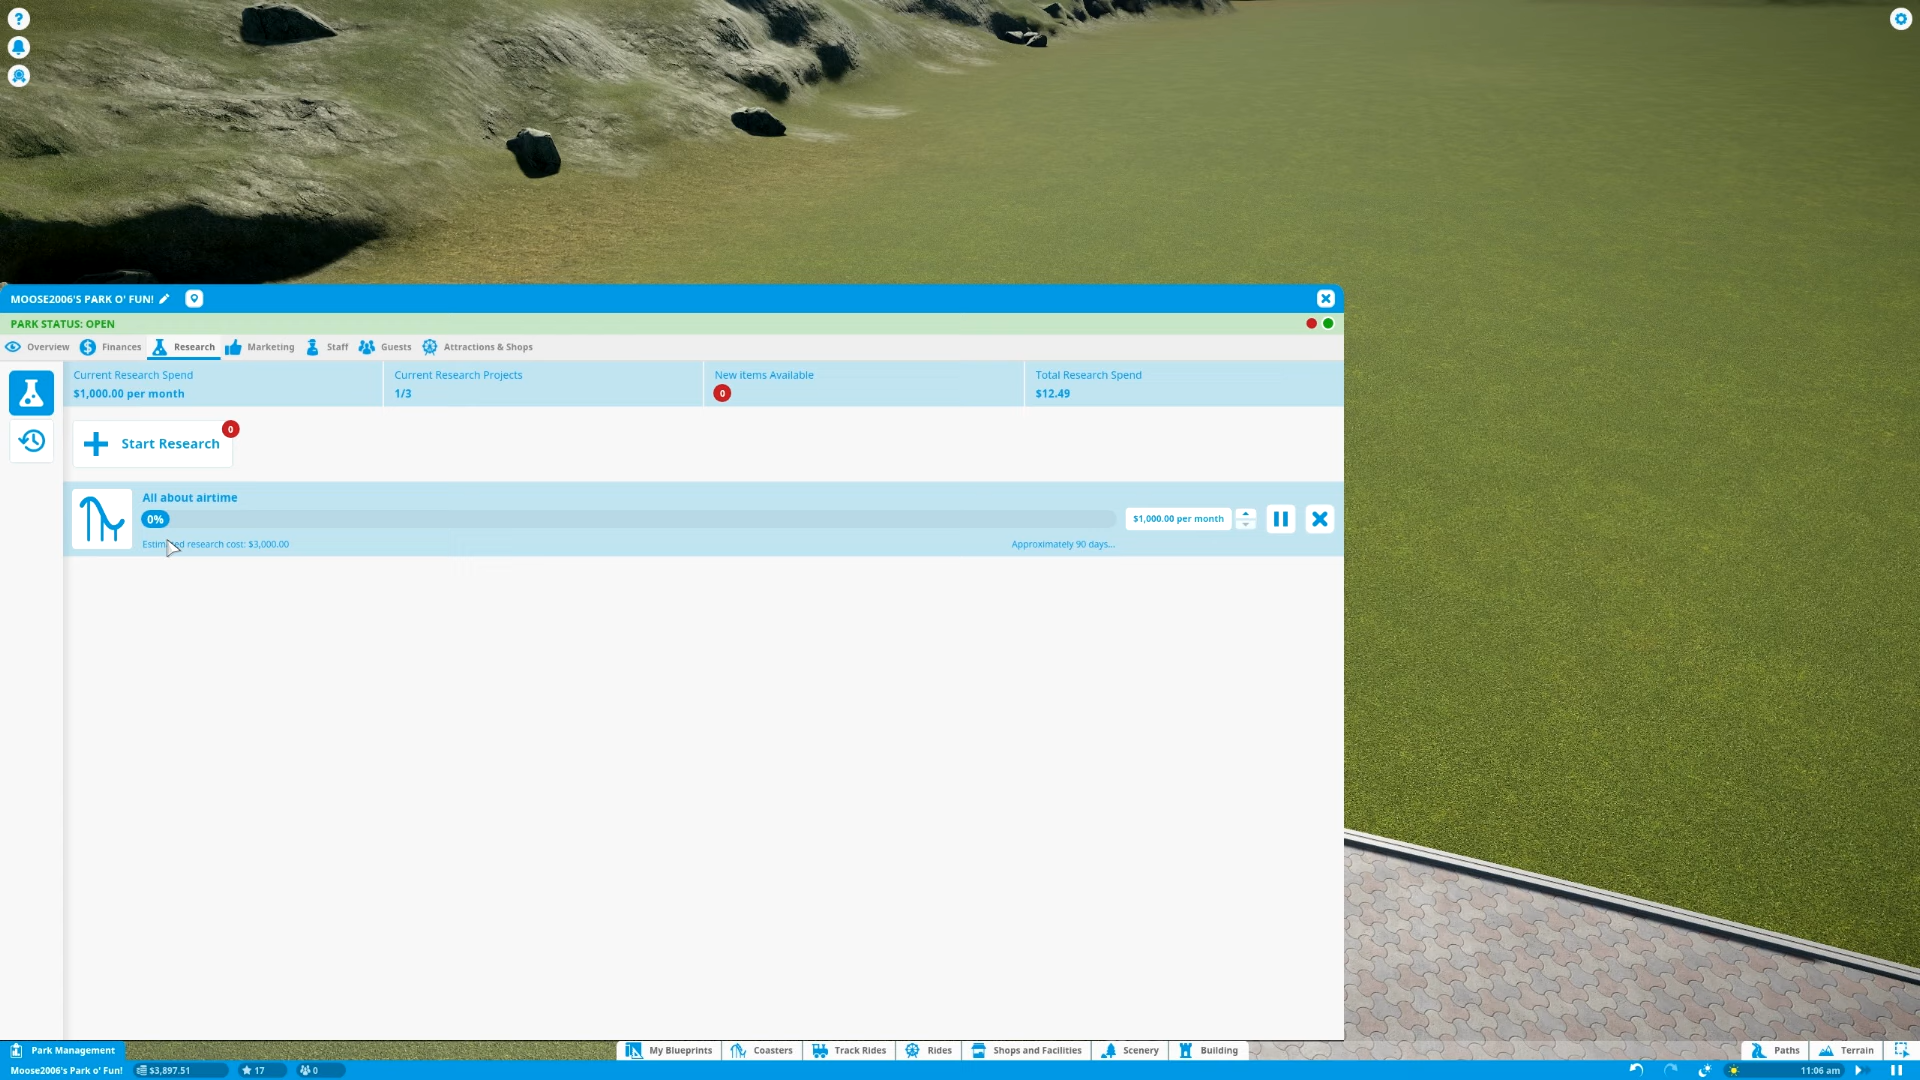 ?
MOOSE2006'S PARK O' FUN!
PARK STATUS: OPEN
Overview Finances Research Marketing Staff Guests Attractions & Shops
Current Research Spend Current Research Projects New items Available Total Research Spend
$1,000.00 per month 1/3 0 $12.49
0
Start Research
All about airtime
0% $1,000.00 per month
Estimated research cost: $3,000.00 Approximately 90 days...
Park Management My Blueprints Coasters Track Rides Rides Shops and Facilities Scenery Building Paths Terrain
Moose2006's Park o' Fun! $3,897.51 17 0 11:06 am